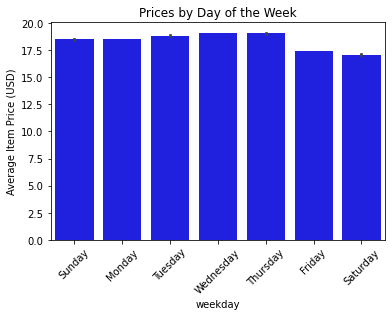 Prices by Day of the Week
Average Item Price (USD)
20.0
17.5
15.0
12.5
10.0
7.5
5.0
2.5
0.0
Sunday
Monday
Tuesday
Wednesday
Thursday
Friday
Saturday
weekday